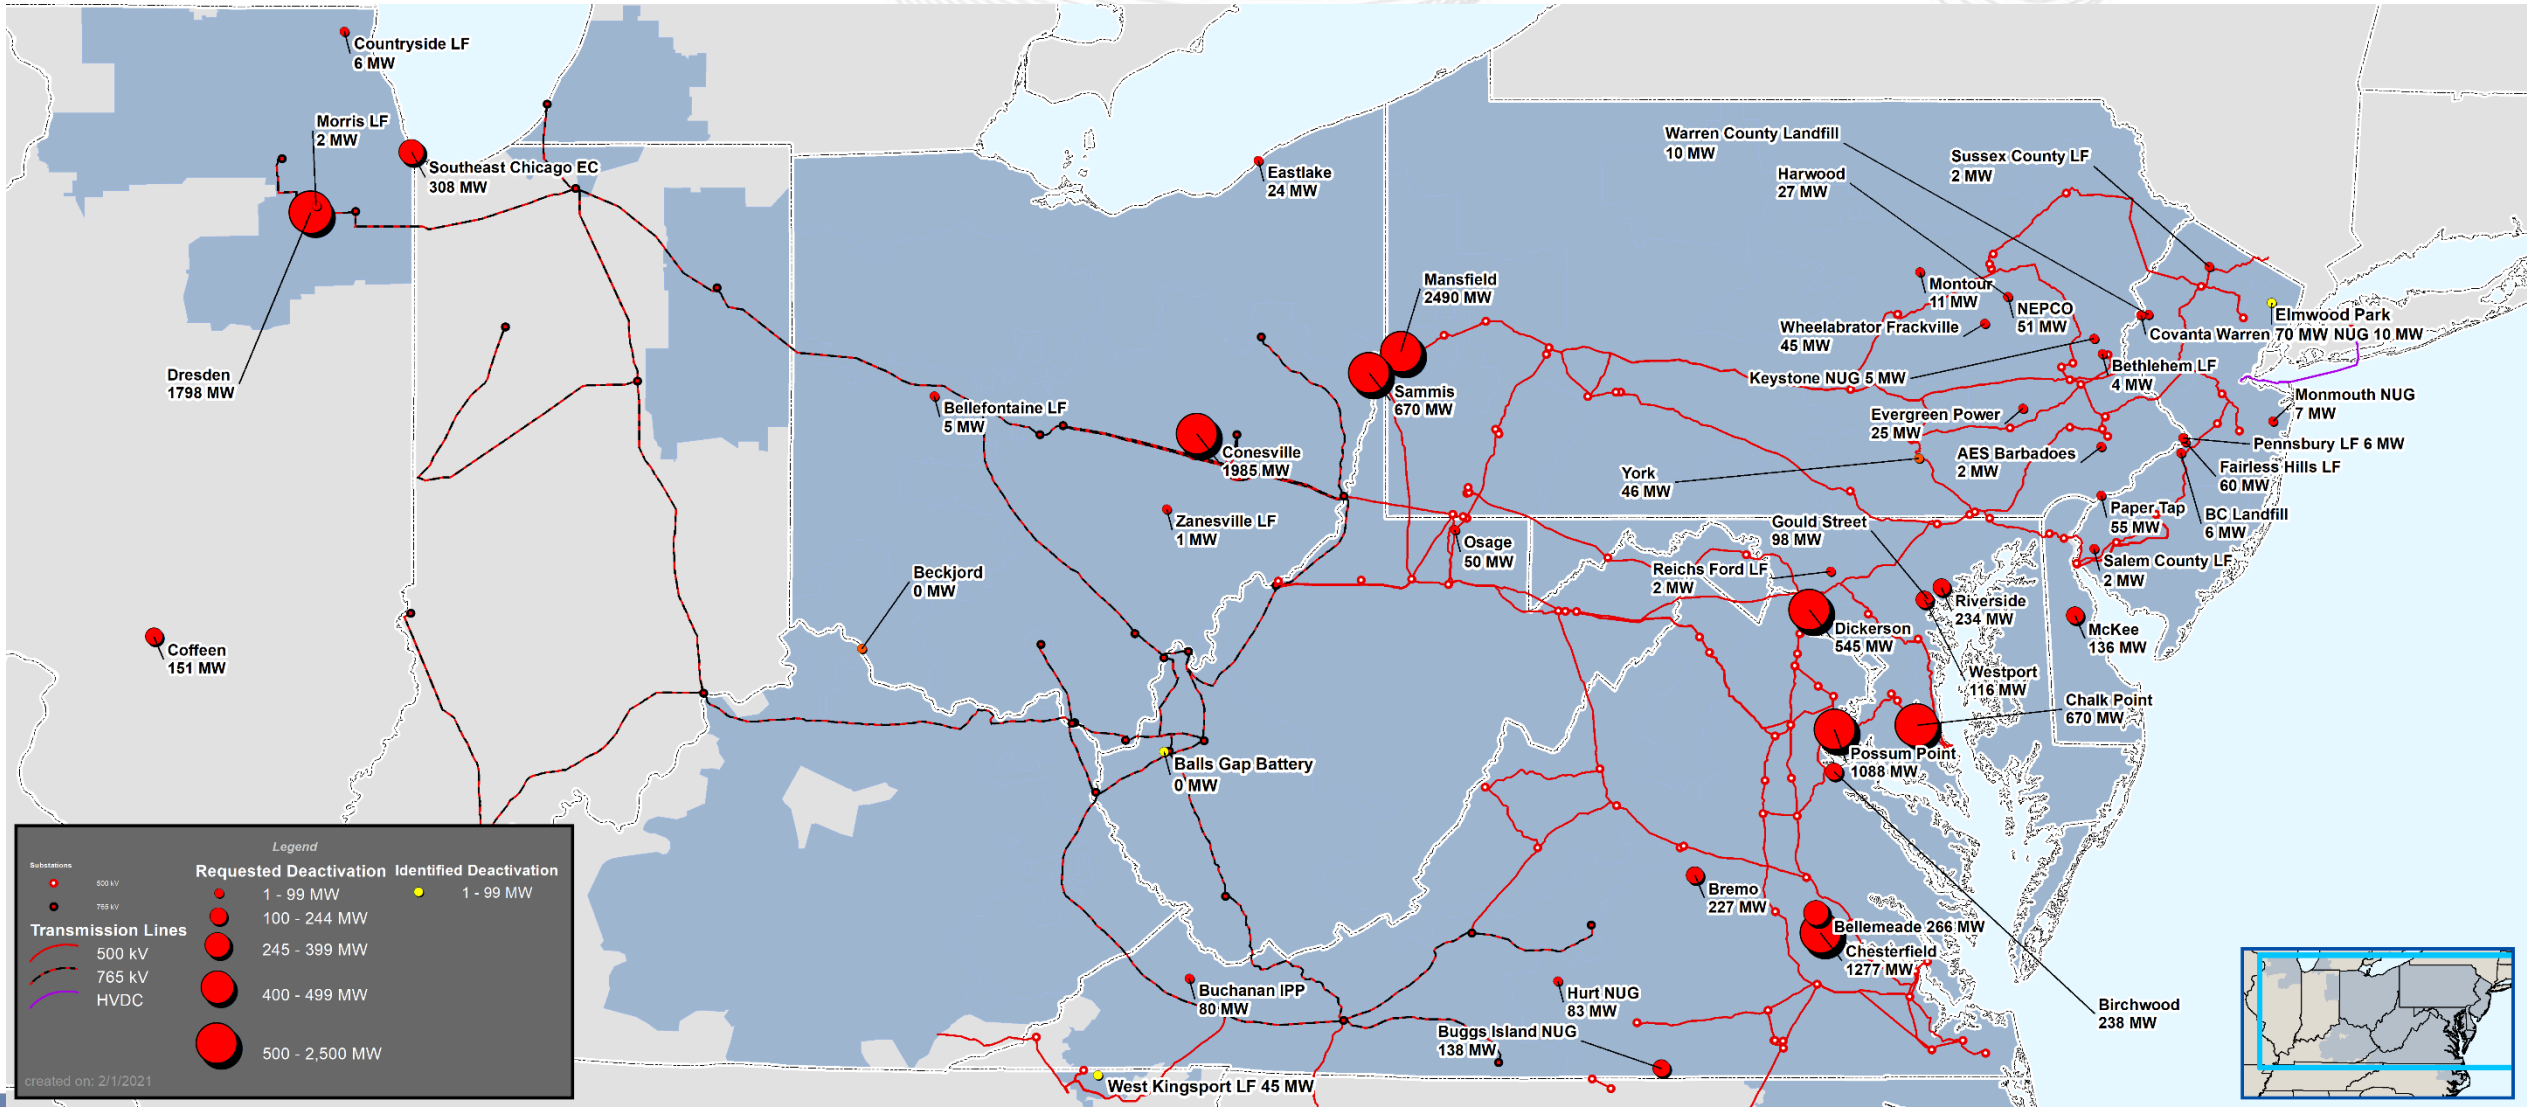 Countryside LF
6 MW
Morris LF
2 MW
Southeast Chicago EC
308 MW
Dresden
1798 MW
Coffeen
151 MW
Eastlake
24 MW
Mansfield
2490 MW
Sammis
670 MW
Bellefontaine LF
5 MW
Conesville
1985 MW
Zanesville LF
1 MW
Beckjord
0 MW
Balls Gap Battery
0 MW
Osage
50 MW
Warren County Landfill
10 MW
Harwood
27 MW
Sussex County LF
2 MW
Montour
11 MW
NEPCO
51 MW
Wheelabrator Frackville
45 MW
Elmwood Park
Covanta Warren 70 MW NUG 10 MW
Keystone NUG 5 MW
Bethlehem LF
4 MW
Monmouth NUG
7 MW
Evergreen Power
25 MW
Pennsbury LF 6 MW
AES Barbadoes
2 MW
Fairless Hills LF
60 MW
York
46 MW
Paper Tap
55 MW
BC Landfill
6 MW
Gould Street
98 MW
Salem County LF
2 MW
Reichs Ford LF
2 MW
Riverside
234 MW
Dickerson
545 MW
McKee
136 MW
Westport
116 MW
Chalk Point
670 MW
Possum Point
1088 MW
Bremo
227 MW
Bellemeade 266 MW
Chesterfield
1277 MW
Birchwood
238 MW
Buchanan IPP
80 MW
Hurt NUG
83 MW
Buggs Island NUG
138 MW
West Kingsport LF 45 MW
Legend
Substations
500 kV
765 kV
Transmission Lines
500 kV
765 kV
HVDC
Requested Deactivation
1 - 99 MW
100 - 244 MW
245 - 399 MW
400 - 499 MW
500 - 2,500 MW
Identified Deactivation
1 - 99 MW
created on: 2/1/2021